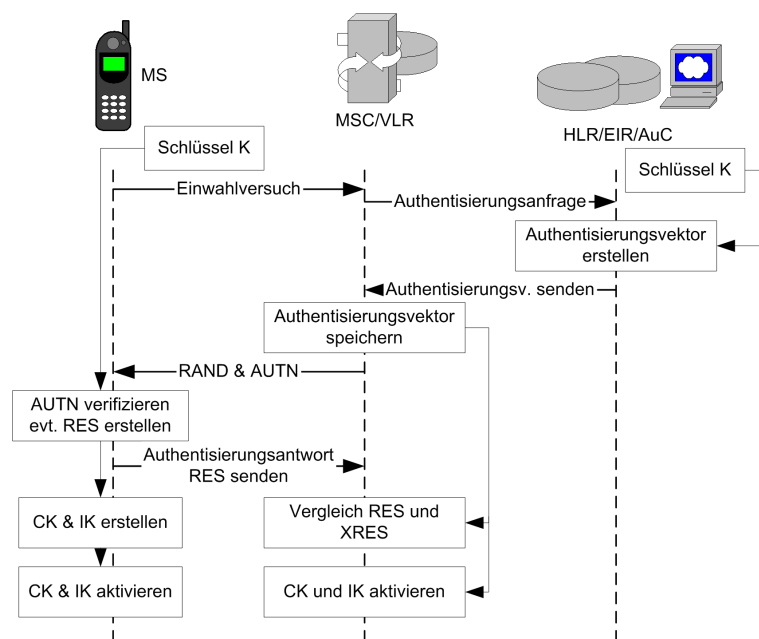 MS
MSC/VLR
HLR/EIR/AuC
Schlüssel K
Schlüssel K
Einwahlversuch
Authentisierungsanfrage
Authentisierungsvektor
erstellen
Authentisierungsv. senden
Authentisierungsvektor
speichern
RAND & AUTN
AUTN verifizieren
evt. RES erstellen
Authentisierungsantwort
RES senden
CK & IK erstellen
Vergleich RES und
XRES
CK & IK aktivieren
CK und IK aktivieren